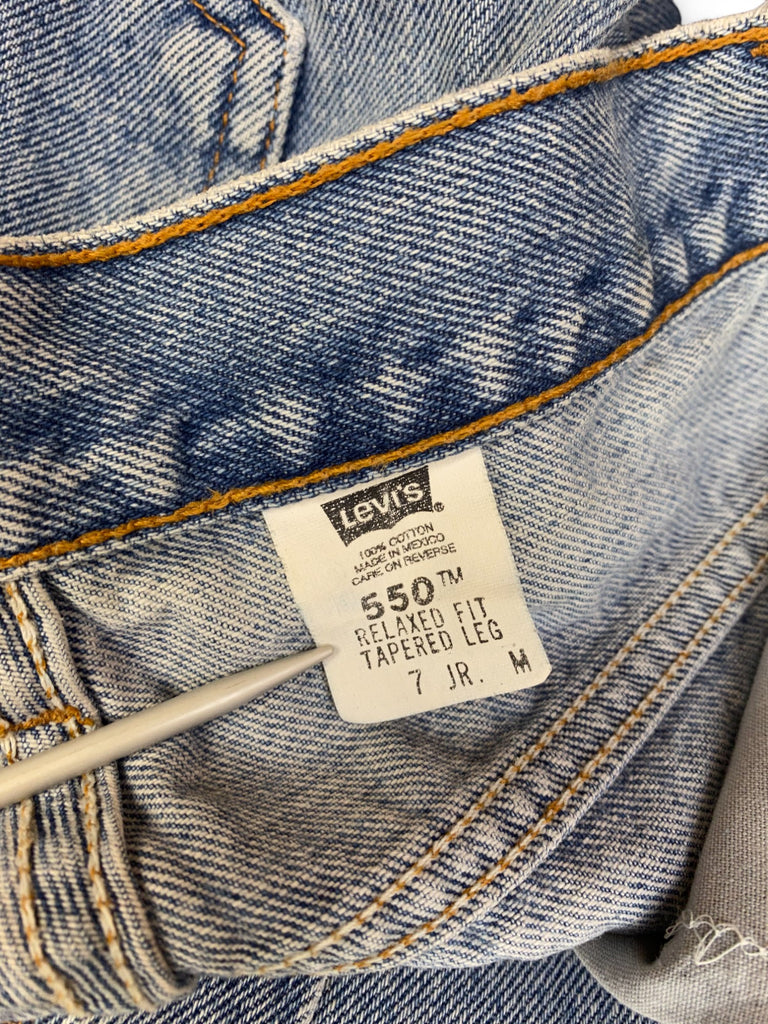 Levi's®
100% COTTON
MADE IN MEXICO
CARE ON REVERSE
550™
RELAXED FIT
TAPERED LEG
7 JR. M